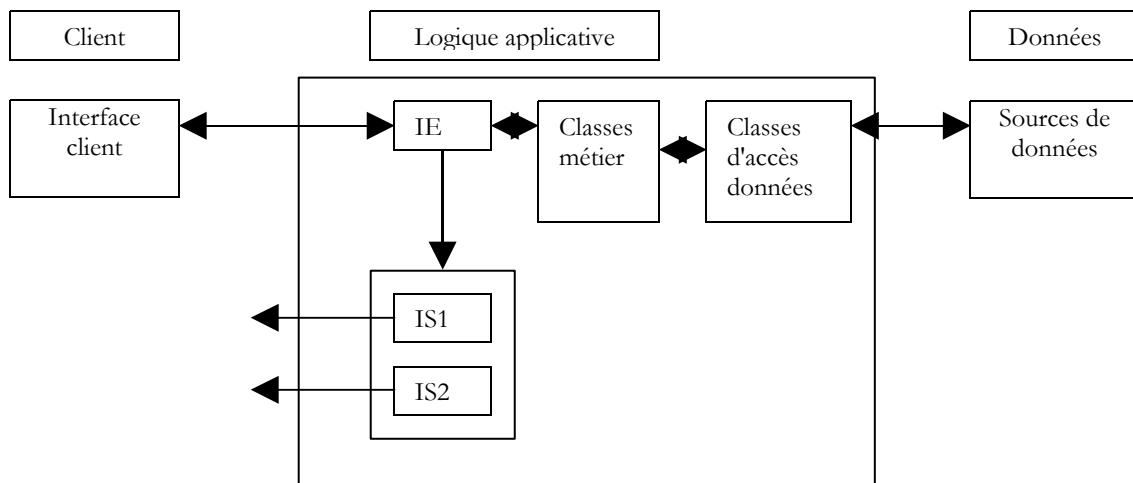 Client
Logique applicative
Données
Interface
client
IE
Classes
métier
Classes
d'accès
données
Sources de
données
IS1
IS2